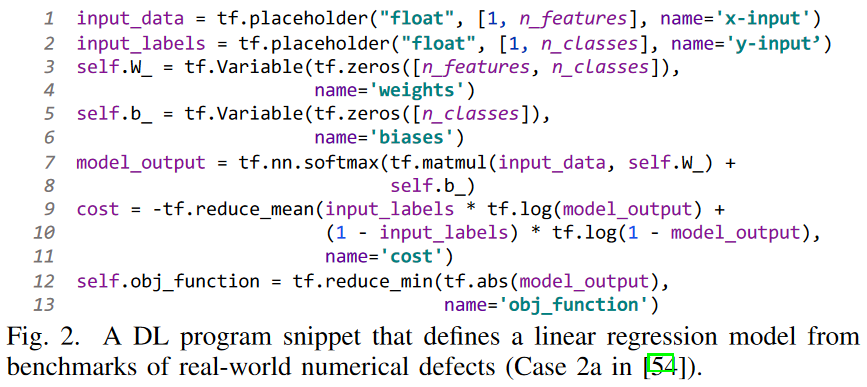 1 input_data = tf.placeholder("float", [1, n_features], name='x-input')
2 input_labels = tf.placeholder("float", [1, n_classes], name='y-input’)
3 self.W_ = tf.Variable(tf.zeros([n_features, n_classes]),
4 name='weights')
5 self.b_ = tf.Variable(tf.zeros([n_classes]),
6 name='biases')
7 model_output = tf.nn.softmax(tf.matmul(input_data, self.W_) +
8 self.b_)
9 cost = -tf.reduce_mean(input_labels * tf.log(model_output) +
10 (1 - input_labels) * tf.log(1 - model_output),
11 name='cost')
12 self.obj_function = tf.reduce_min(tf.abs(model_output),
13 name='obj_function')
Fig. 2. A DL program snippet that defines a linear regression model from
benchmarks of real-world numerical defects (Case 2a in [54]).